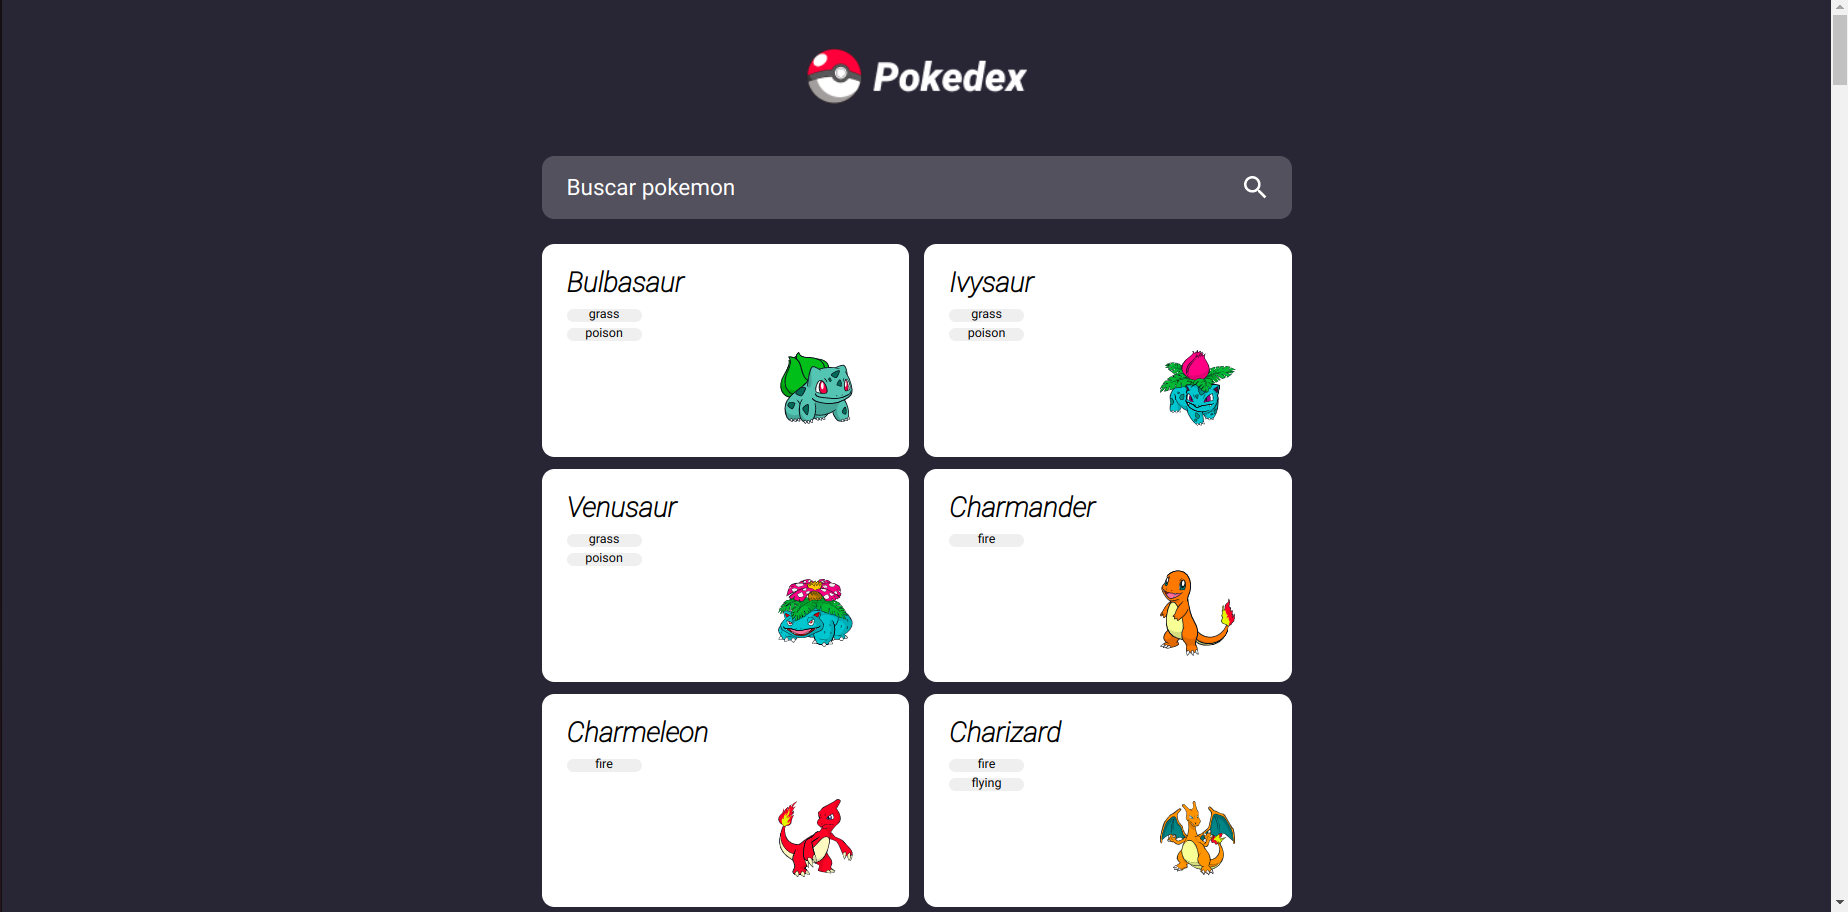 Pokedex
Buscar pokemon
Bulbasaur
grass
poison
Ivysaur
grass
poison
Venusaur
grass
poison
Charmander
fire
Charmeleon
fire
Charizard
fire
flying